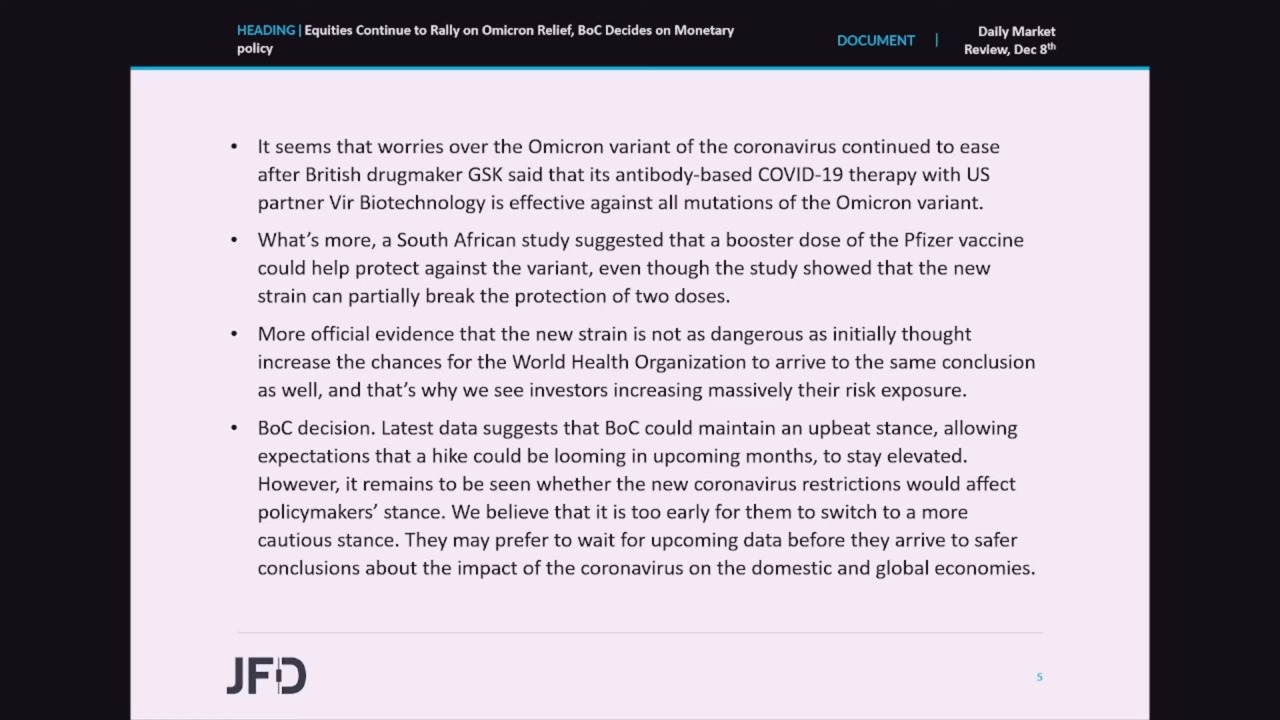 HEADING | Equities Continue to Rally on Omicron Relief, BoC Decides on Monetary
policy
DOCUMENT |
Daily Market
Review, Dec 8th
• It seems that worries over the Omicron variant of the coronavirus continued to ease
after British drugmaker GSK said that its antibody-based COVID-19 therapy with US
partner Vir Biotechnology is effective against all mutations of the Omicron variant.
• What’s more, a South African study suggested that a booster dose of the Pfizer vaccine
could help protect against the variant, even though the study showed that the new
strain can partially break the protection of two doses.
• More official evidence that the new strain is not as dangerous as initially thought
increase the chances for the World Health Organization to arrive to the same conclusion
as well, and that’s why we see investors increasing massively their risk exposure.
• BoC decision. Latest data suggests that BoC could maintain an upbeat stance, allowing
expectations that a hike could be looming in upcoming months, to stay elevated.
However, it remains to be seen whether the new coronavirus restrictions would affect
policymakers’ stance. We believe that it is too early for them to switch to a more
cautious stance. They may prefer to wait for upcoming data before they arrive to safer
conclusions about the impact of the coronavirus on the domestic and global economies.
JFD
5